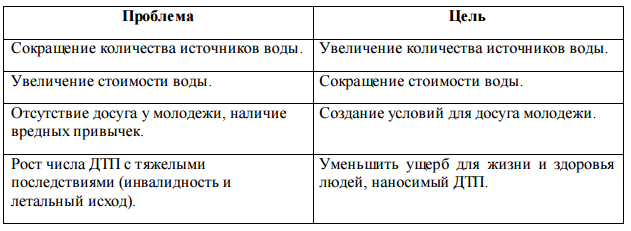 Проблема
Цель
Сокращение количества источников воды.
Увеличение количества источников воды.
Увеличение стоимости воды.
Сокращение стоимости воды.
Отсутствие досуга у молодежи, наличие
вредных привычек.
Создание условий для досуга молодежи.
Рост числа ДТП с тяжелыми
последствиями (инвалидность и
летальный исход).
Уменьшить ущерб для жизни и здоровья
людей, наносимый ДТП.